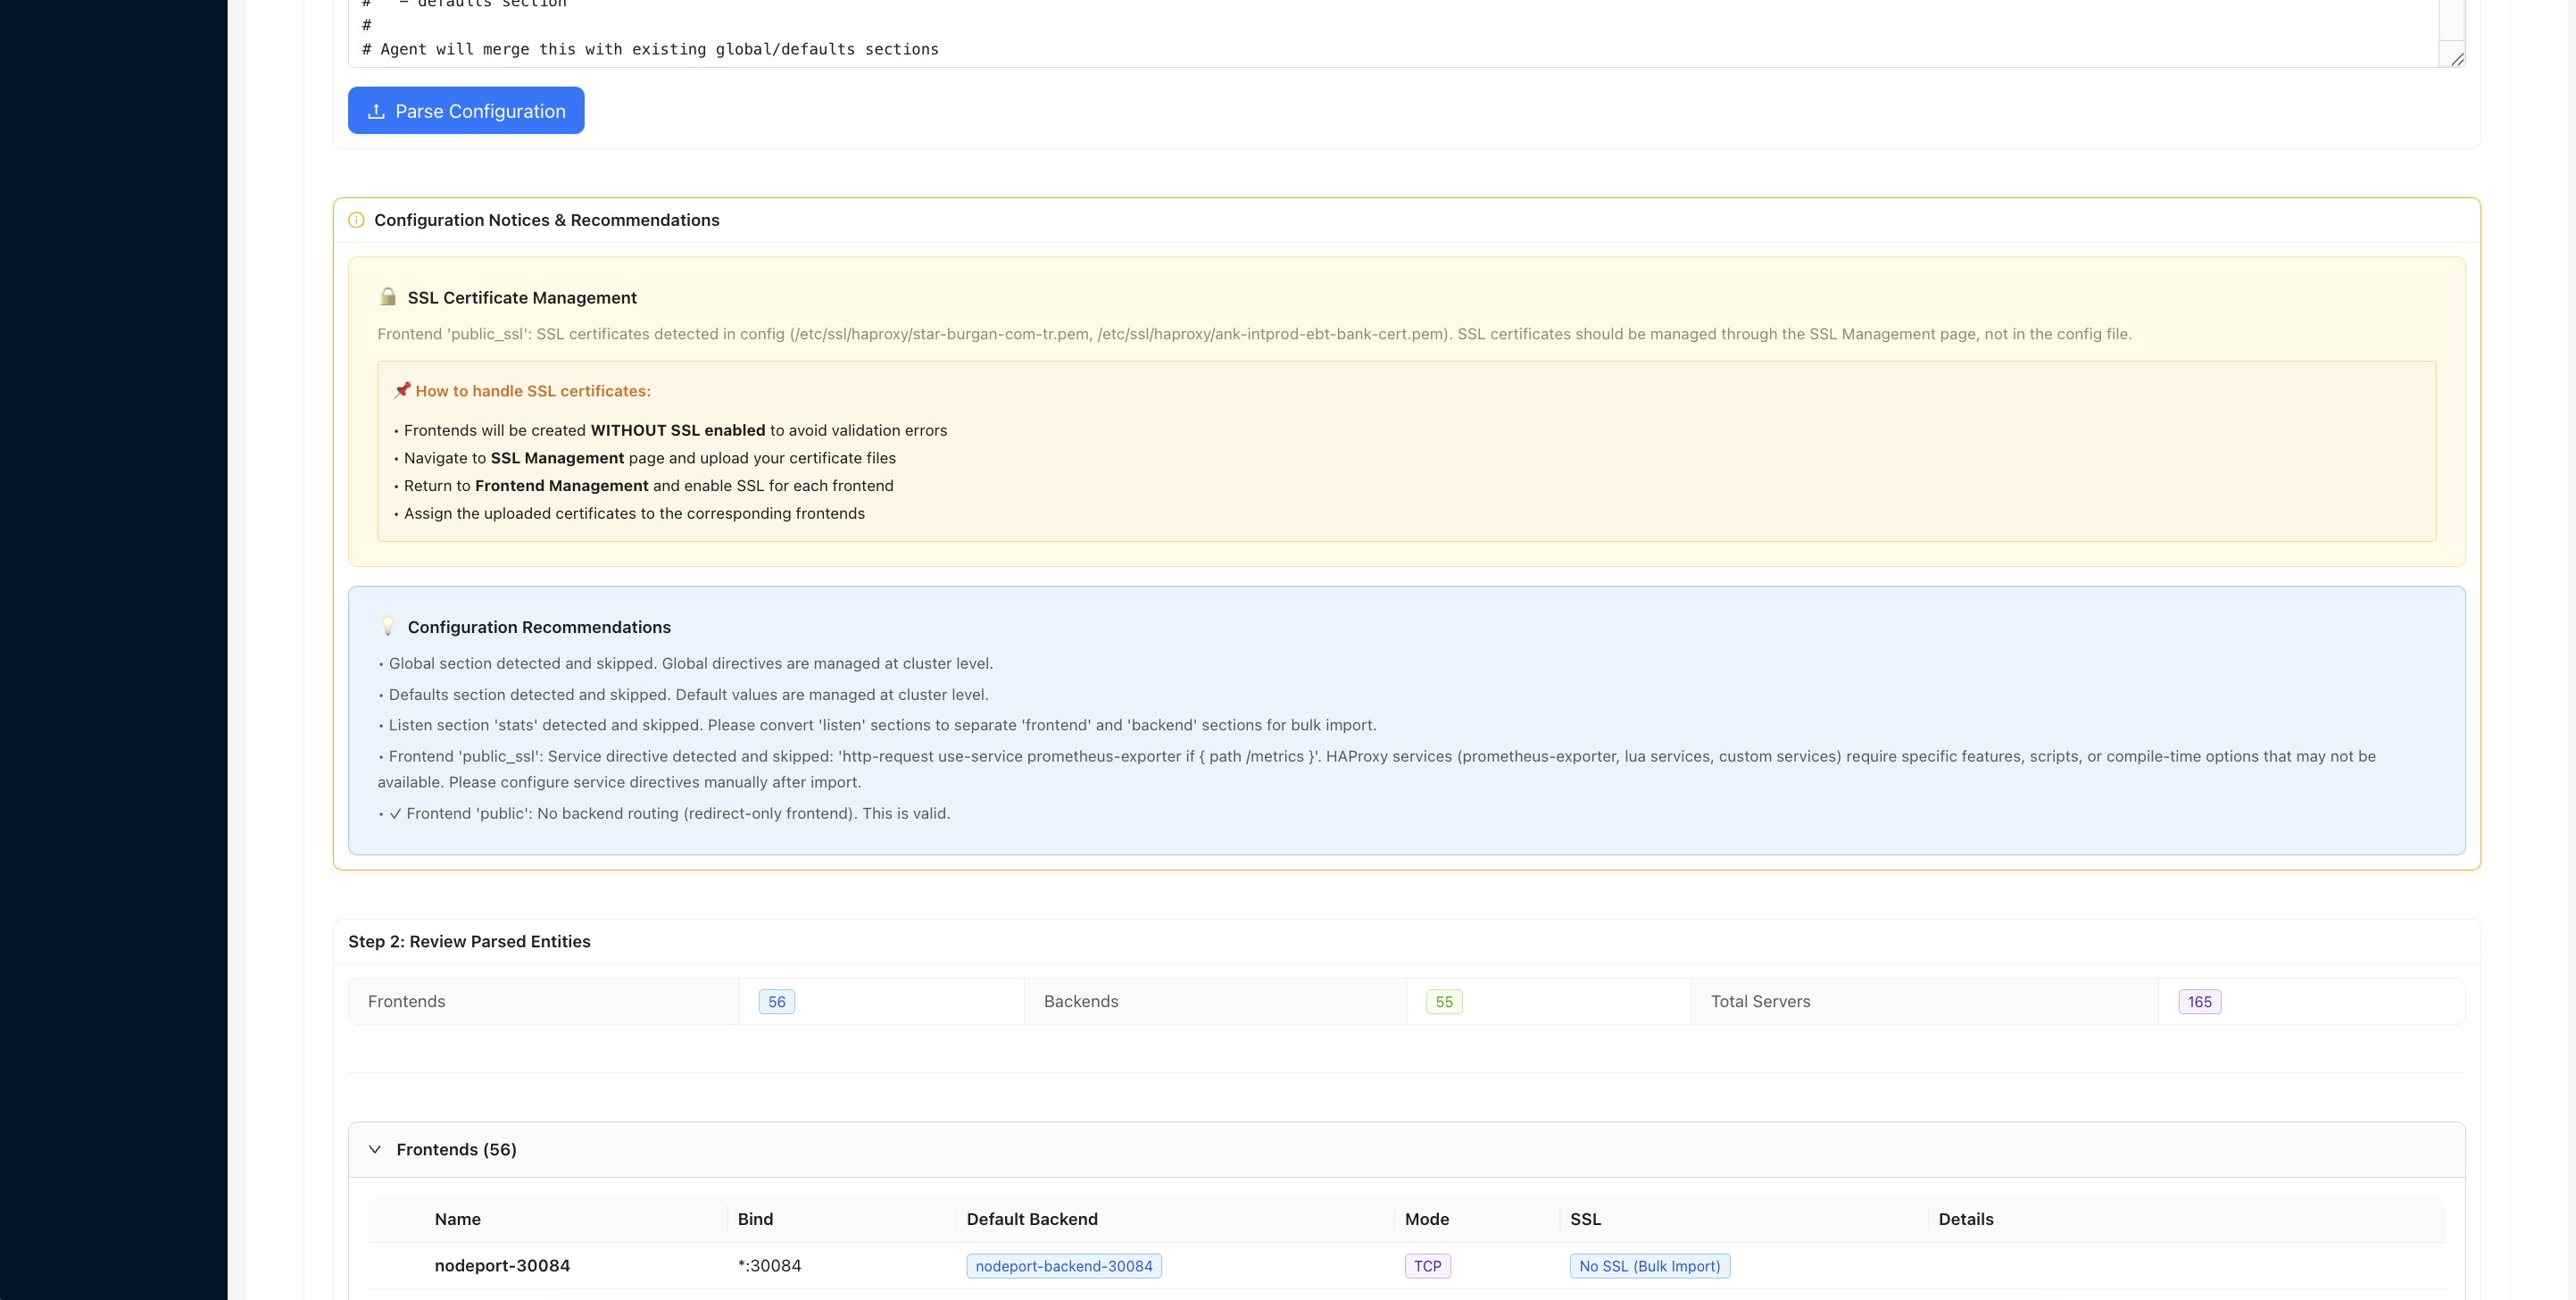 #   - defaults section
#
# Agent will merge this with existing global/defaults sections
Parse Configuration
Configuration Notices & Recommendations
SSL Certificate Management
Frontend 'public_ssl': SSL certificates detected in config (/etc/ssl/haproxy/star-burgan-com-tr.pem, /etc/ssl/haproxy/ank-intprod-ebt-bank-cert.pem). SSL certificates should be managed through the SSL Management page, not in the config file.
How to handle SSL certificates:
• Frontends will be created WITHOUT SSL enabled to avoid validation errors
• Navigate to SSL Management page and upload your certificate files
• Return to Frontend Management and enable SSL for each frontend
• Assign the uploaded certificates to the corresponding frontends
Configuration Recommendations
• Global section detected and skipped. Global directives are managed at cluster level.
• Defaults section detected and skipped. Default values are managed at cluster level.
• Listen section 'stats' detected and skipped. Please convert 'listen' sections to separate 'frontend' and 'backend' sections for bulk import.
• Frontend 'public_ssl': Service directive detected and skipped: 'http-request use-service prometheus-exporter if { path /metrics }'. HAProxy services (prometheus-exporter, lua services, custom services) require specific features, scripts, or compile-time options that may not be
available. Please configure service directives manually after import.
• ✓ Frontend 'public': No backend routing (redirect-only frontend). This is valid.
Step 2: Review Parsed Entities
Frontends 56 Backends 55 Total Servers 165
Frontends (56)
Name Bind Default Backend Mode SSL Details
nodeport-30084 *:30084 nodeport-backend-30084 TCP No SSL (Bulk Import)